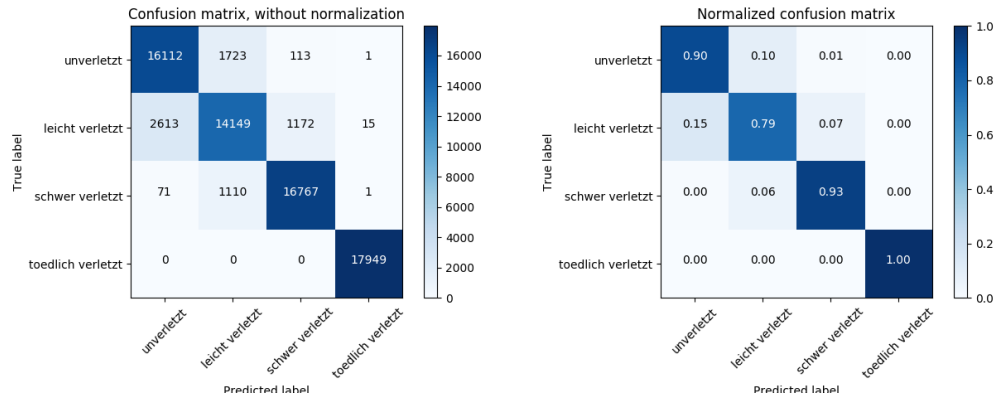 Confusion matrix, without normalization
True label
unverletzt 16112 1723 113 1
leicht verletzt 2613 14149 1172 15
schwer verletzt 71 1110 16767 1
toedlich verletzt 0 0 0 17949
unverletzt leicht verletzt schwer verletzt toedlich verletzt
Predicted label
16000
14000
12000
10000
8000
6000
4000
2000
0
Normalized confusion matrix
True label
unverletzt 0.90 0.10 0.01 0.00
leicht verletzt 0.15 0.79 0.07 0.00
schwer verletzt 0.00 0.06 0.93 0.00
toedlich verletzt 0.00 0.00 0.00 1.00
unverletzt leicht verletzt schwer verletzt toedlich verletzt
Predicted label
1.0
0.8
0.6
0.4
0.2
0.0